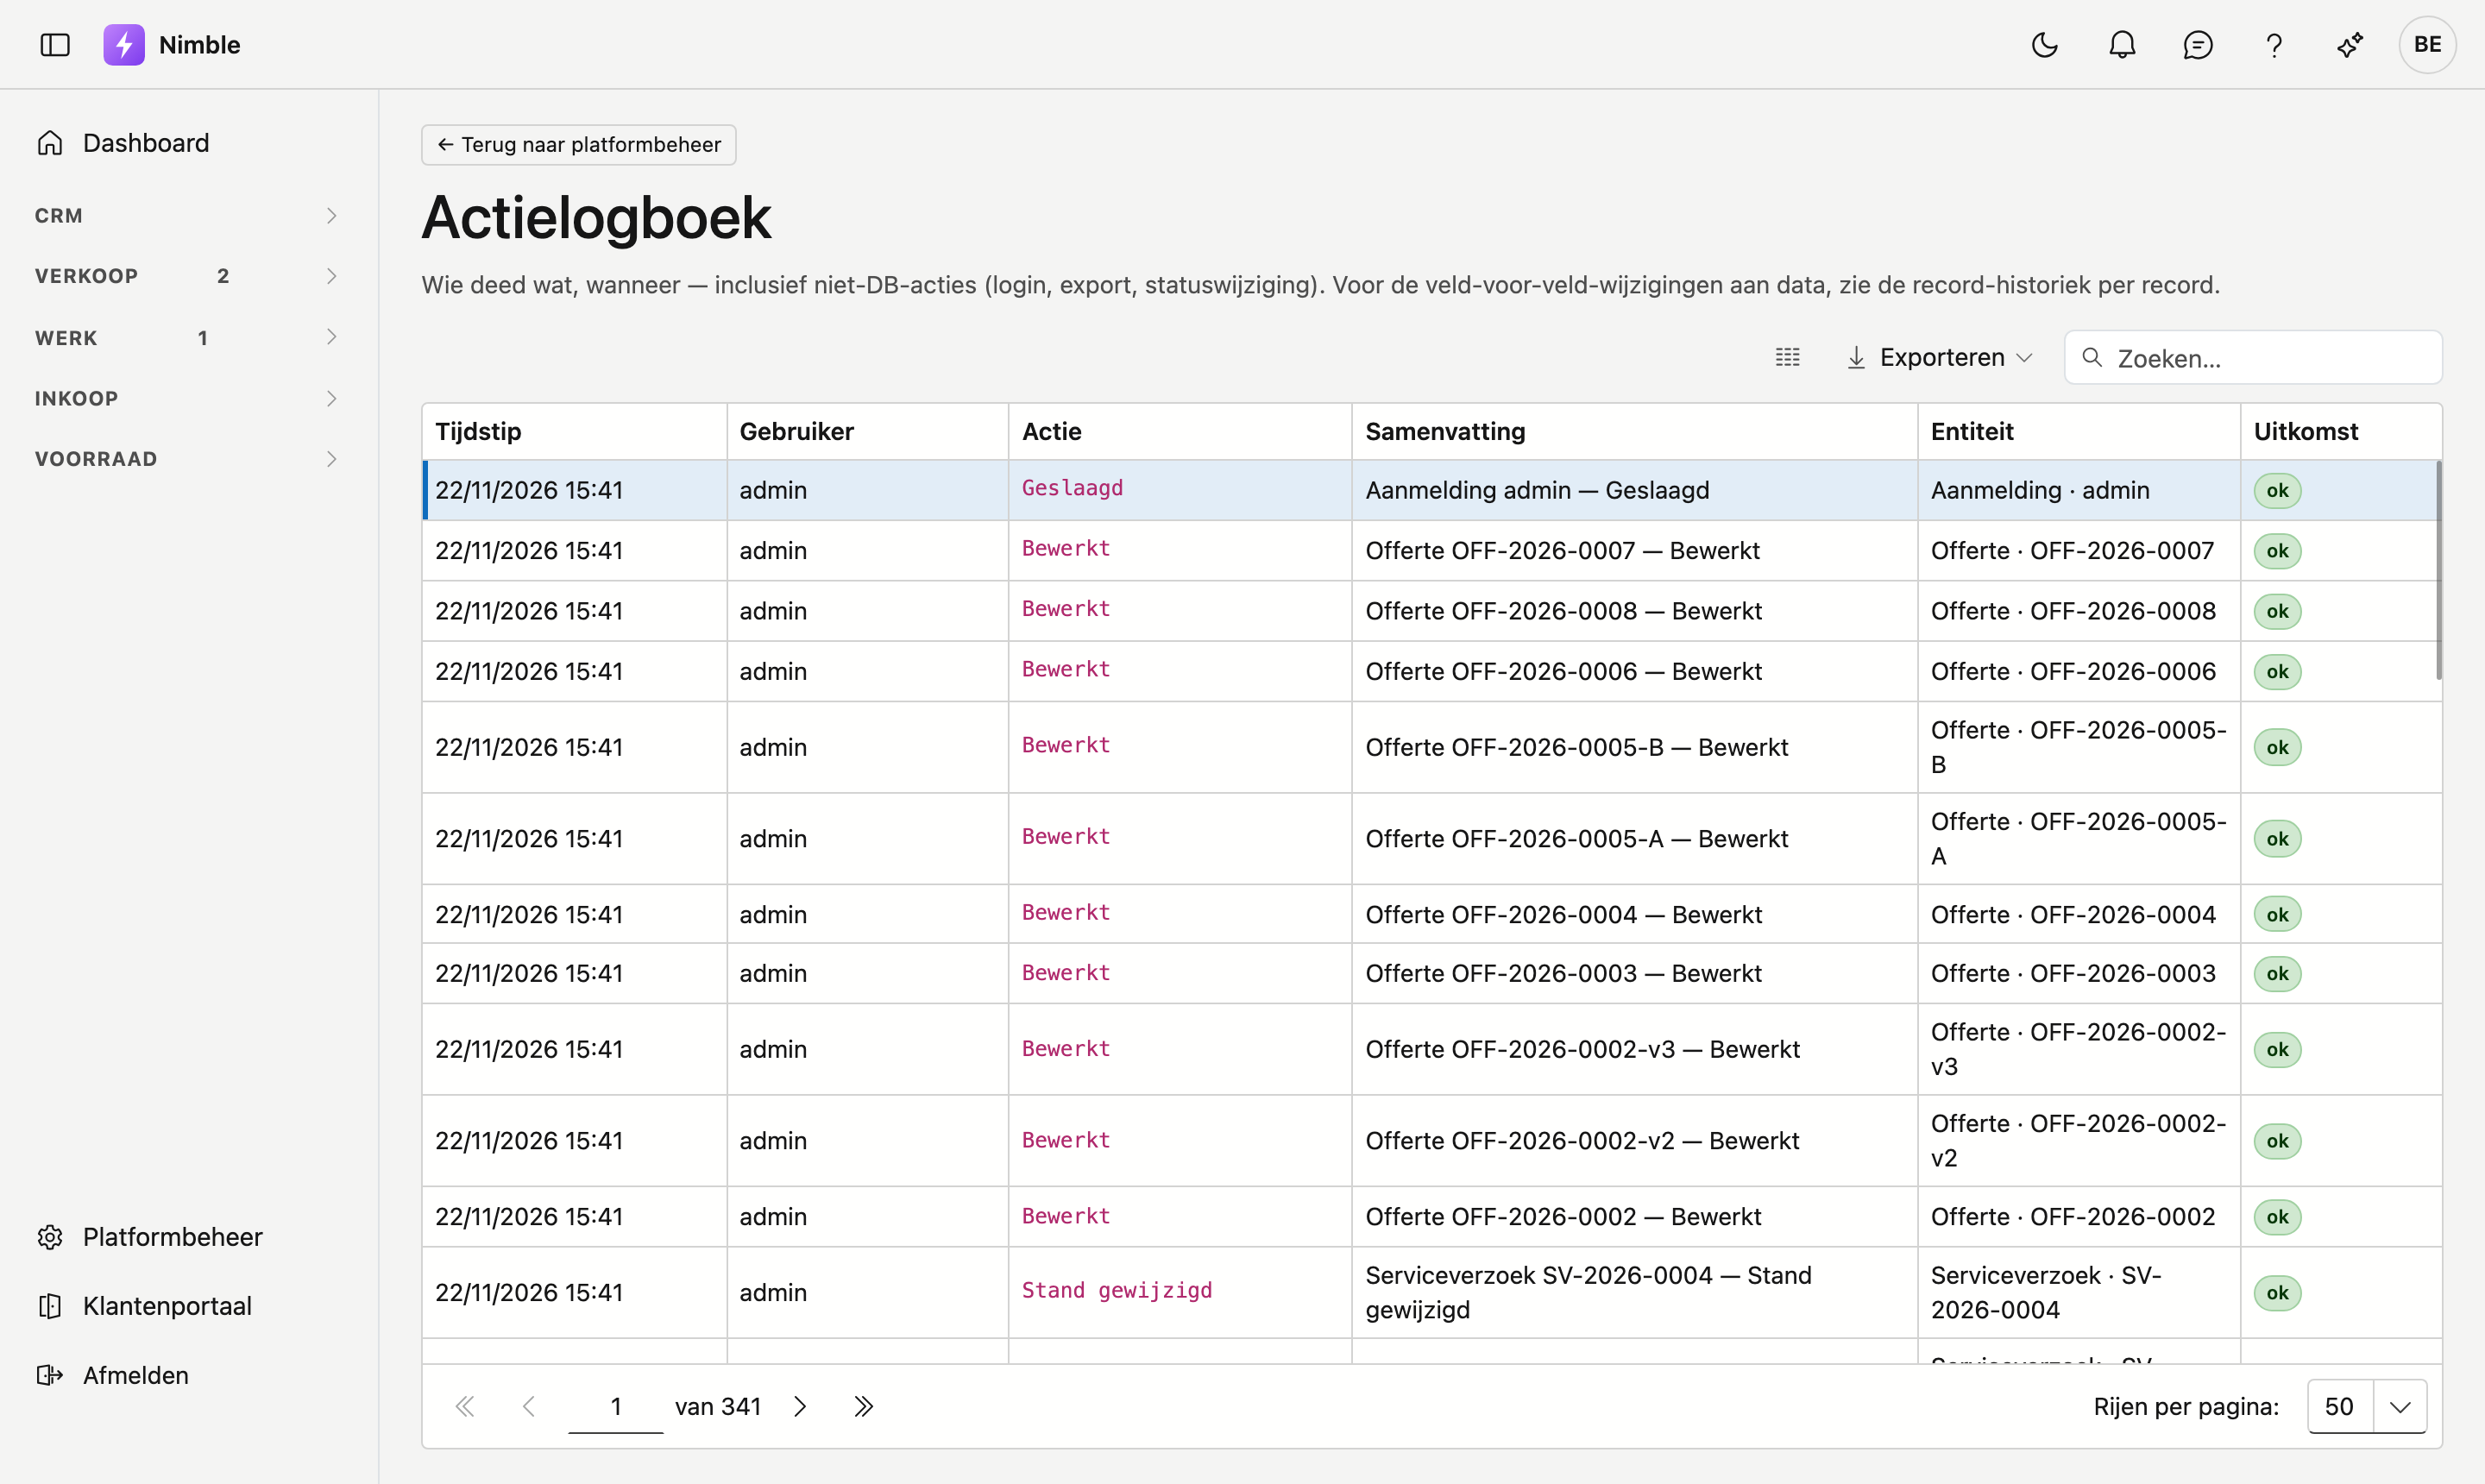 Nimble
BE
Dashboard
CRM
VERKOOP 2
WERK 1
INKOOP
VOORRAAD
Platformbeheer
Klantenportaal
Afmelden
← Terug naar platformbeheer
Actielogboek
Wie deed wat, wanneer — inclusief niet-DB-acties (login, export, statuswijziging). Voor de veld-voor-veld-wijzigingen aan data, zie de record-historiek per record.
Exporteren
Zoeken...
Tijdstip Gebruiker Actie Samenvatting Entiteit Uitkomst
22/11/2026 15:41 admin Geslaagd Aanmelding admin — Geslaagd Aanmelding · admin ok
22/11/2026 15:41 admin Bewerkt Offerte OFF-2026-0007 — Bewerkt Offerte · OFF-2026-0007 ok
22/11/2026 15:41 admin Bewerkt Offerte OFF-2026-0008 — Bewerkt Offerte · OFF-2026-0008 ok
22/11/2026 15:41 admin Bewerkt Offerte OFF-2026-0006 — Bewerkt Offerte · OFF-2026-0006 ok
22/11/2026 15:41 admin Bewerkt Offerte OFF-2026-0005-B — Bewerkt Offerte · OFF-2026-0005-
B ok
22/11/2026 15:41 admin Bewerkt Offerte OFF-2026-0005-A — Bewerkt Offerte · OFF-2026-0005-
A ok
22/11/2026 15:41 admin Bewerkt Offerte OFF-2026-0004 — Bewerkt Offerte · OFF-2026-0004 ok
22/11/2026 15:41 admin Bewerkt Offerte OFF-2026-0003 — Bewerkt Offerte · OFF-2026-0003 ok
22/11/2026 15:41 admin Bewerkt Offerte OFF-2026-0002-v3 — Bewerkt Offerte · OFF-2026-0002-
v3 ok
22/11/2026 15:41 admin Bewerkt Offerte OFF-2026-0002-v2 — Bewerkt Offerte · OFF-2026-0002-
v2 ok
22/11/2026 15:41 admin Bewerkt Offerte OFF-2026-0002 — Bewerkt Offerte · OFF-2026-0002 ok
22/11/2026 15:41 admin Stand gewijzigd Serviceverzoek SV-2026-0004 — Stand Serviceverzoek · SV-
gewijzigd 2026-0004 ok
1 van 341
Rijen per pagina: 50